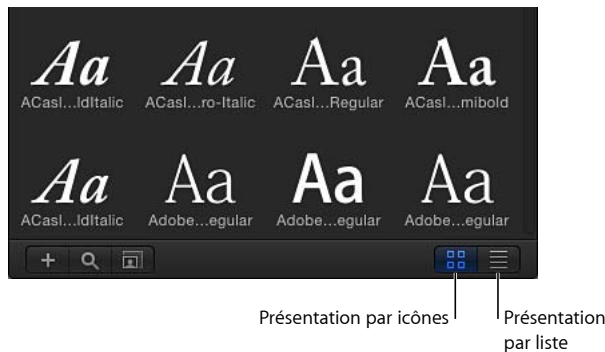 Aa Aa Aa Aa
ACasl...ldItalic ACasl...ro-Italic ACasl...Regular ACasl...mibold
Aa Aa Aa Aa
ACasl...ldItalic Adobe...egular Adobe...egular Adobe...egular
Présentation par icônes
Présentation
par liste